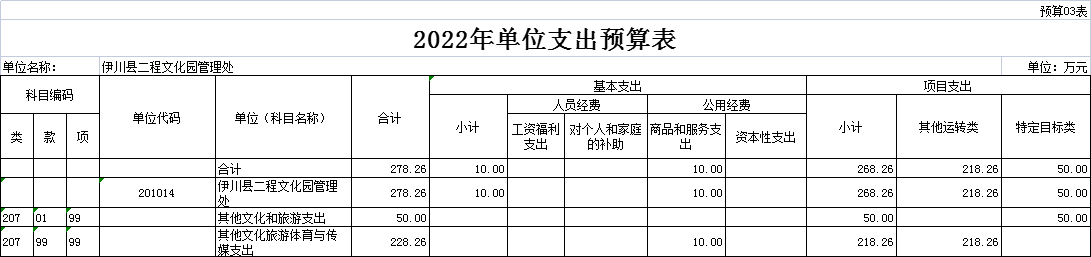 预算03表
2022年单位支出预算表
单位名称: 伊川县二程文化园管理处 单位：万元
科目编码 单位代码 单位（科目名称） 合计 基本支出 项目支出
人员经费 公用经费
类 款 项 小计 工资福利支出 对个人和家庭的补助 商品和服务支出 资本性支出 小计 其他运转类 特定目标类
合计 278.26 10.00 10.00 268.26 218.26 50.00
201014 伊川县二程文化园管理处 278.26 10.00 10.00 268.26 218.26 50.00
207 01 99 其他文化和旅游支出 50.00 50.00 50.00
207 99 99 其他文化旅游体育与传媒支出 228.26 10.00 218.26 218.26